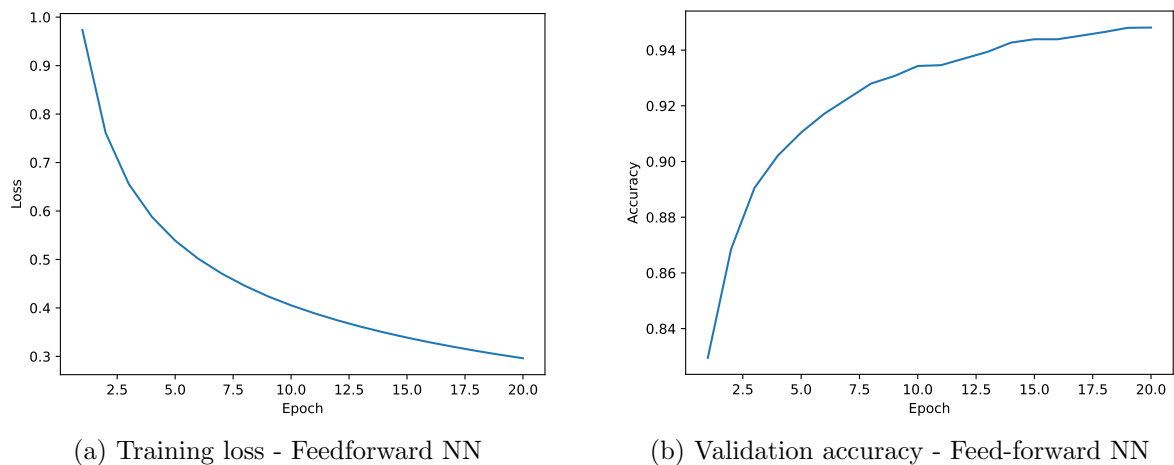 1.0
0.9
0.8
0.7
0.6
0.5
0.4
0.3
Loss
2.5 5.0 7.5 10.0 12.5 15.0 17.5 20.0
Epoch
(a) Training loss - Feedforward NN
0.94
0.92
0.90
0.88
0.86
0.84
Accuracy
2.5 5.0 7.5 10.0 12.5 15.0 17.5 20.0
Epoch
(b) Validation accuracy - Feed-forward NN